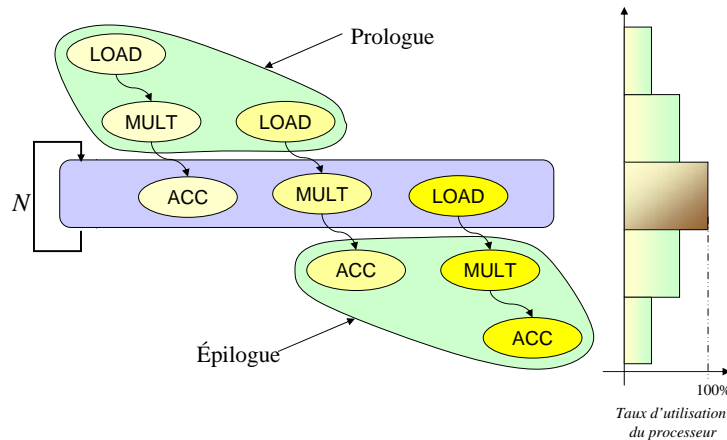 Prologue
LOAD
MULT
LOAD
N
ACC
MULT
LOAD
ACC
MULT
ACC
Épilogue
100%
Taux d'utilisation
du processeur